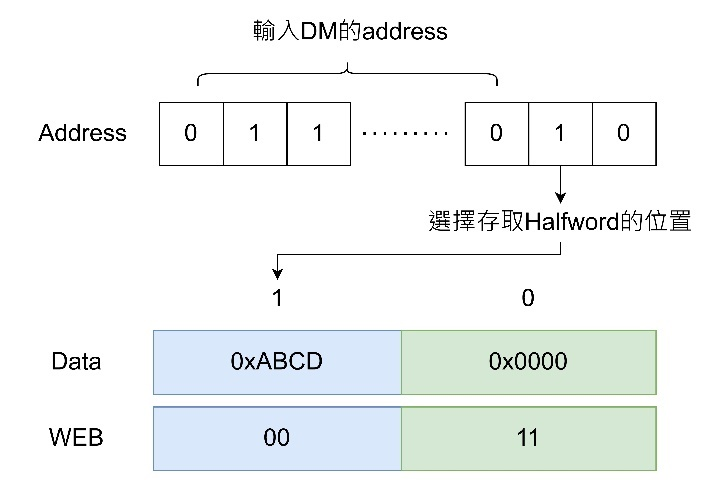 輸入DM的address
Address 0 1 1 ......... 0 1 0
選擇存取Halfword的位置
1 0
Data 0xABCD 0x0000
WEB 00 11